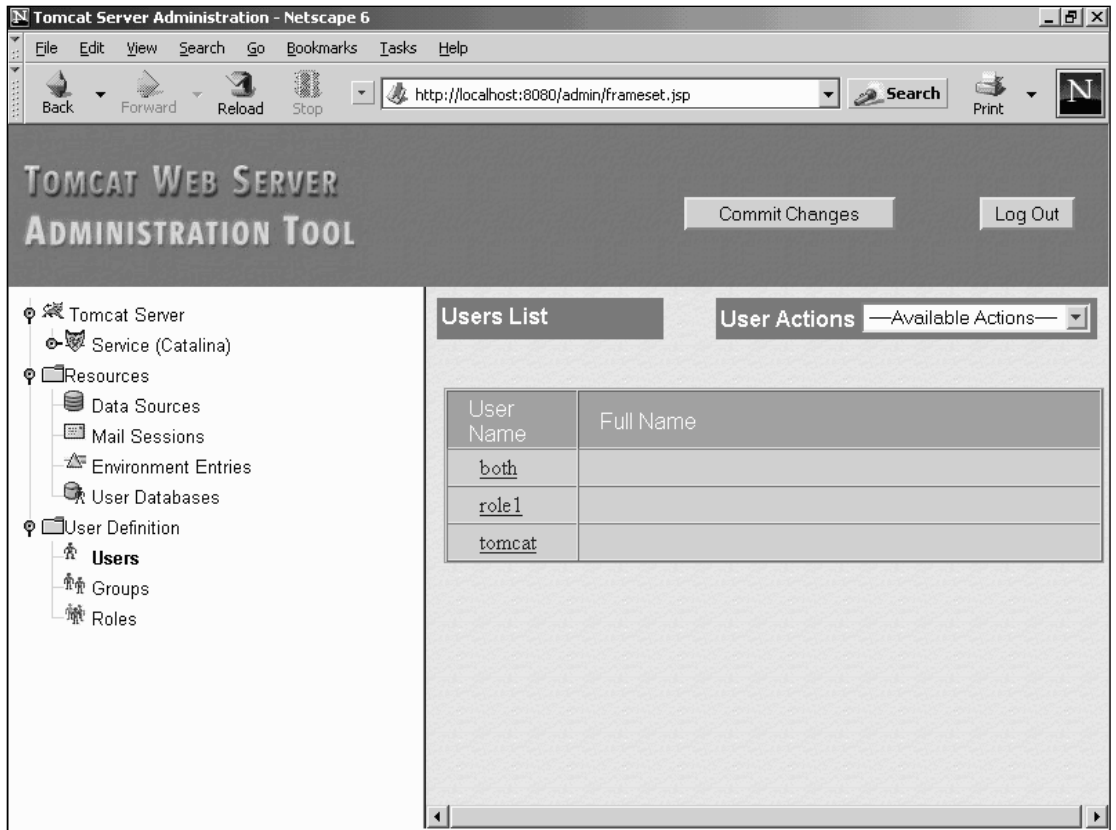 Tomcat Server Administration - Netscape 6
File Edit View Search Go Bookmarks Tasks Help
Back Forward Reload Stop http://localhost:8080/admin/frameset.jsp Search Print N
TOMCAT WEB SERVER
ADMINISTRATION TOOL
Commit Changes Log Out
Tomcat Server
Service (Catalina)
Resources
Data Sources
Mail Sessions
Environment Entries
User Databases
User Definition
Users
Groups
Roles
Users List
User Actions —Available Actions—
User
Name
Full Name
both
role1
tomcat